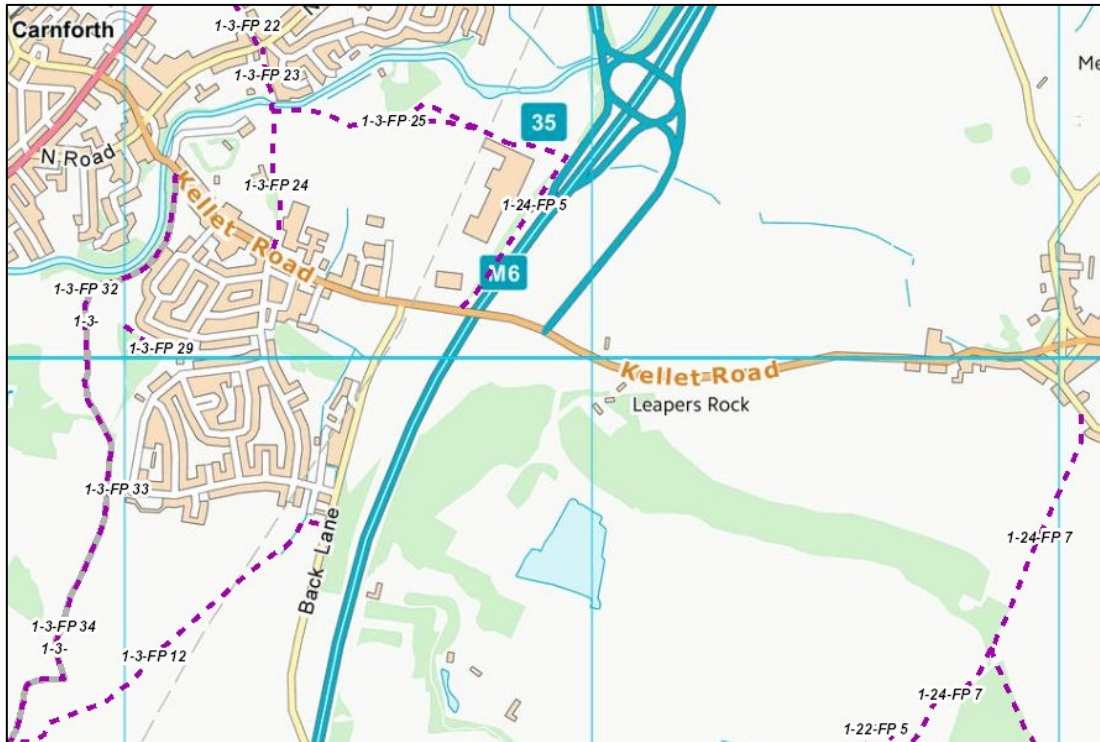 Carnforth
1-3-FP 22
N
Me
1-3-FP 23
1-3-FP 25
35
N Road
Kellet Road
1-3-FP 24
1-24-FP 5
M6
1-3-FP 32
1-3-
1-3-FP 29
Kellet Road
Leapers Rock
1-3-FP 33
1-24-FP 7
Back Lane
1-3-FP 34
1-3-
1-3-FP 12
1-24-FP 7
1-22-FP 5